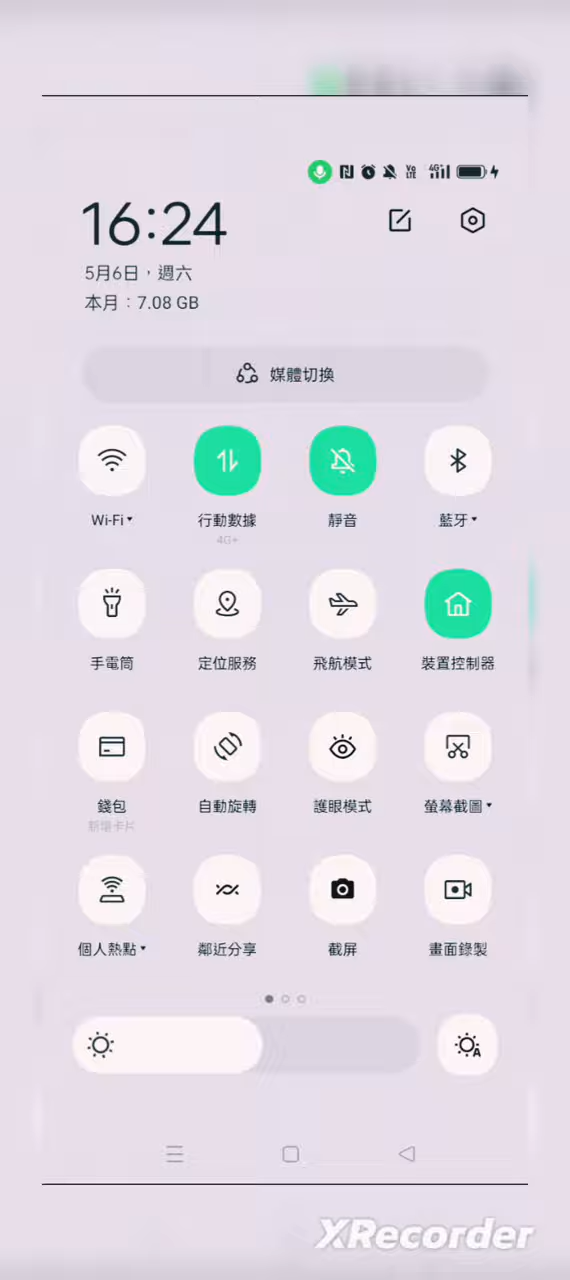 VoLTE 4G+
16:24
5月6日，週六
本月：7.08 GB
媒體切換
Wi-Fi 行動數據 靜音 藍牙
4G+
手電筒 定位服務 飛航模式 裝置控制器
錢包 自動旋轉 護眼模式 螢幕截圖
新增卡片
個人熱點 鄰近分享 截屏 畫面錄製
A
XRecorder